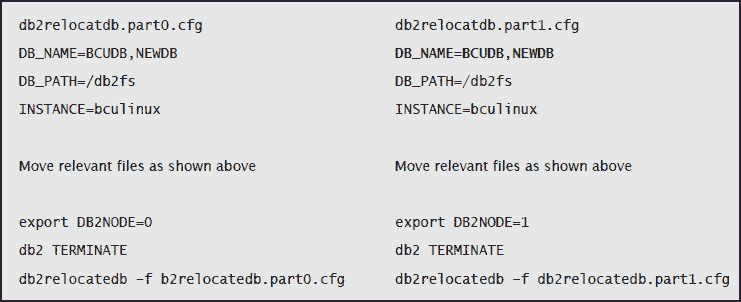 db2relocatdb.part0.cfg
DB_NAME=BCUDB,NEWDB
DB_PATH=/db2fs
INSTANCE=bculinux
Move relevant files as shown above
export DB2NODE=0
db2 TERMINATE
db2relocatedb -f b2relocatedb.part0.cfg
db2relocatdb.part1.cfg
DB_NAME=BCUDB,NEWDB
DB_PATH=/db2fs
INSTANCE=bculinux
Move relevant files as shown above
export DB2NODE=1
db2 TERMINATE
db2relocatedb -f db2relocatedb.part1.cfg